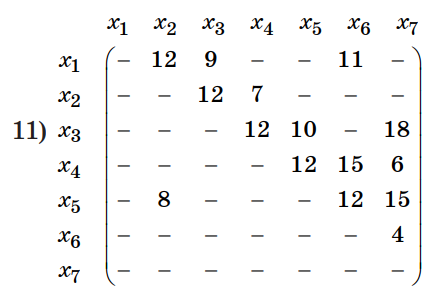 x1 x2 x3 x4 x5 x6 x7
x1 – 12 9 – – 11 –
x2 – – 12 7 – – –
11) x3 – – – 12 10 – 18
x4 – – – – 12 15 6
x5 – 8 – – – 12 15
x6 – – – – – – 4
x7 – – – – – – –